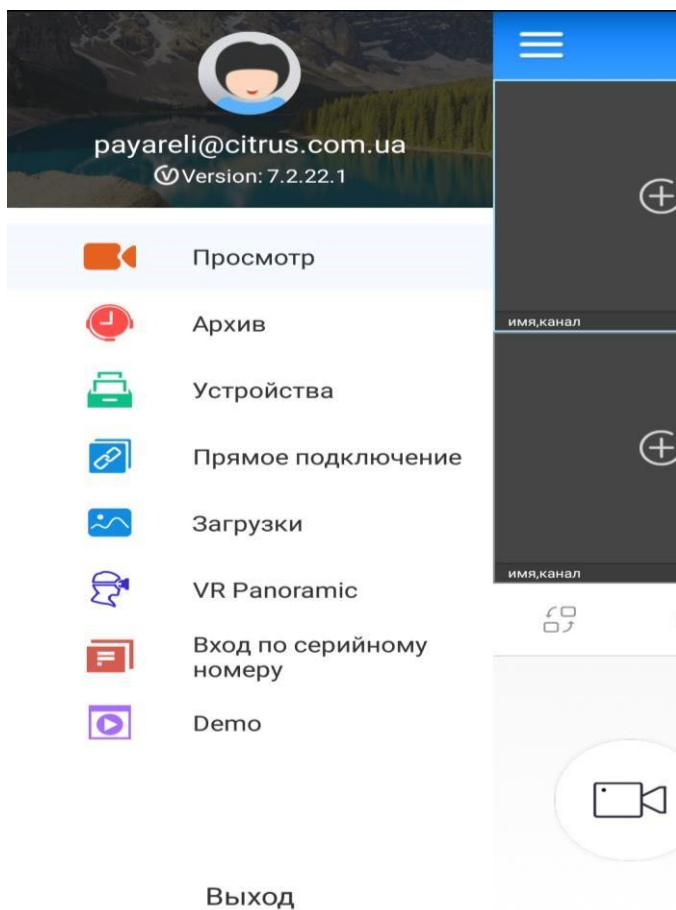 payareli@citrus.com.ua
Version: 7.2.22.1
Просмотр
Архив
Устройства
Прямое подключение
Загрузки
VR Panoramic
Вход по серийному
номеру
Demo
Выход
имя,канал
имя,канал